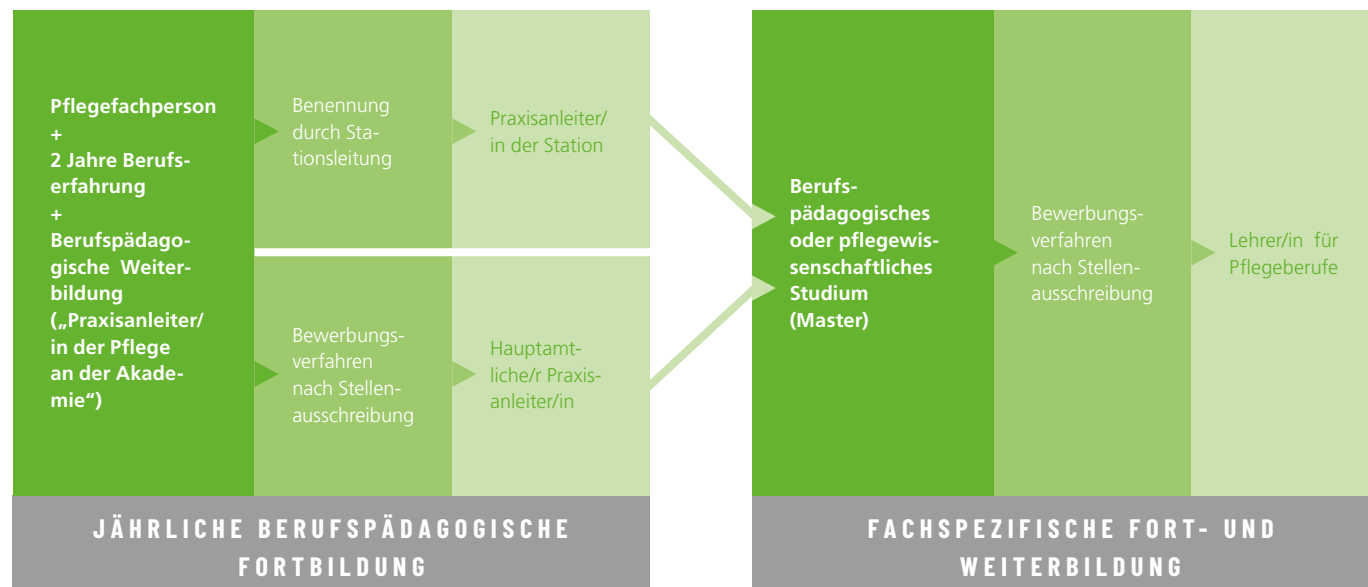 Pflegefachperson
+
2 Jahre Berufs-
erfahrung
+
Berufspädago-
gische Weiter-
bildung
(„Praxisanleiter/
in der Pflege
an der Akade-
mie“)
Benennung
durch Sta-
tionsleitung
Praxisanleiter/
in der Station
Bewerbungs-
verfahren
nach Stellen-
ausschreibung
Hauptamt-
liche/r Praxis-
anleiter/in
JÄHRLICHE BERUFSPÄDAGOGISCHE
FORTBILDUNG
Berufs-
pädagogisches
oder pflegewis-
senschaftliches
Studium
(Master)
Bewerbungs-
verfahren
nach Stellen-
ausschreibung
Lehrer/in für
Pflegeberufe
FACHSPEZIFISCHE FORT- UND
WEITERBILDUNG